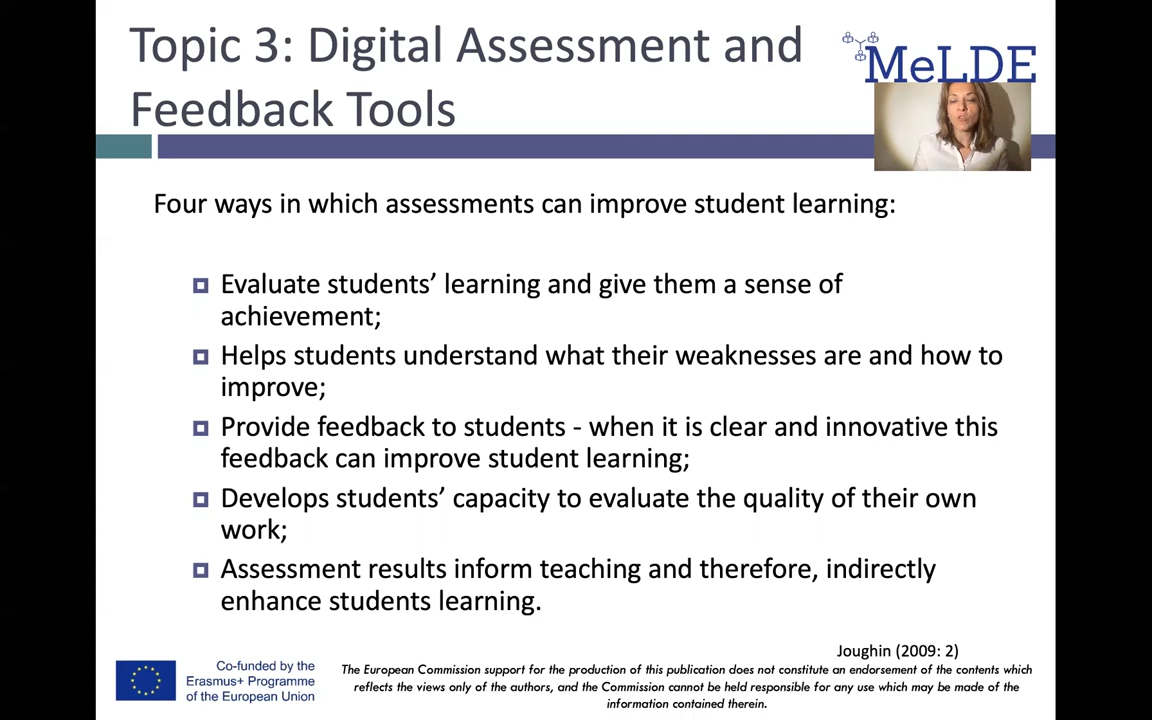 Topic 3: Digital Assessment and
Feedback Tools
MeLDE
Four ways in which assessments can improve student learning:
Evaluate students’ learning and give them a sense of
achievement;
Helps students understand what their weaknesses are and how to
improve;
Provide feedback to students - when it is clear and innovative this
feedback can improve student learning;
Develops students’ capacity to evaluate the quality of their own
work;
Assessment results inform teaching and therefore, indirectly
enhance students learning.
Joughin (2009: 2)
Co-funded by the
Erasmus+ Programme
of the European Union
The European Commission support for the production of this publication does not constitute an endorsement of the contents which
reflects the views only of the authors, and the Commission cannot be held responsible for any use which may be made of the
information contained therein.